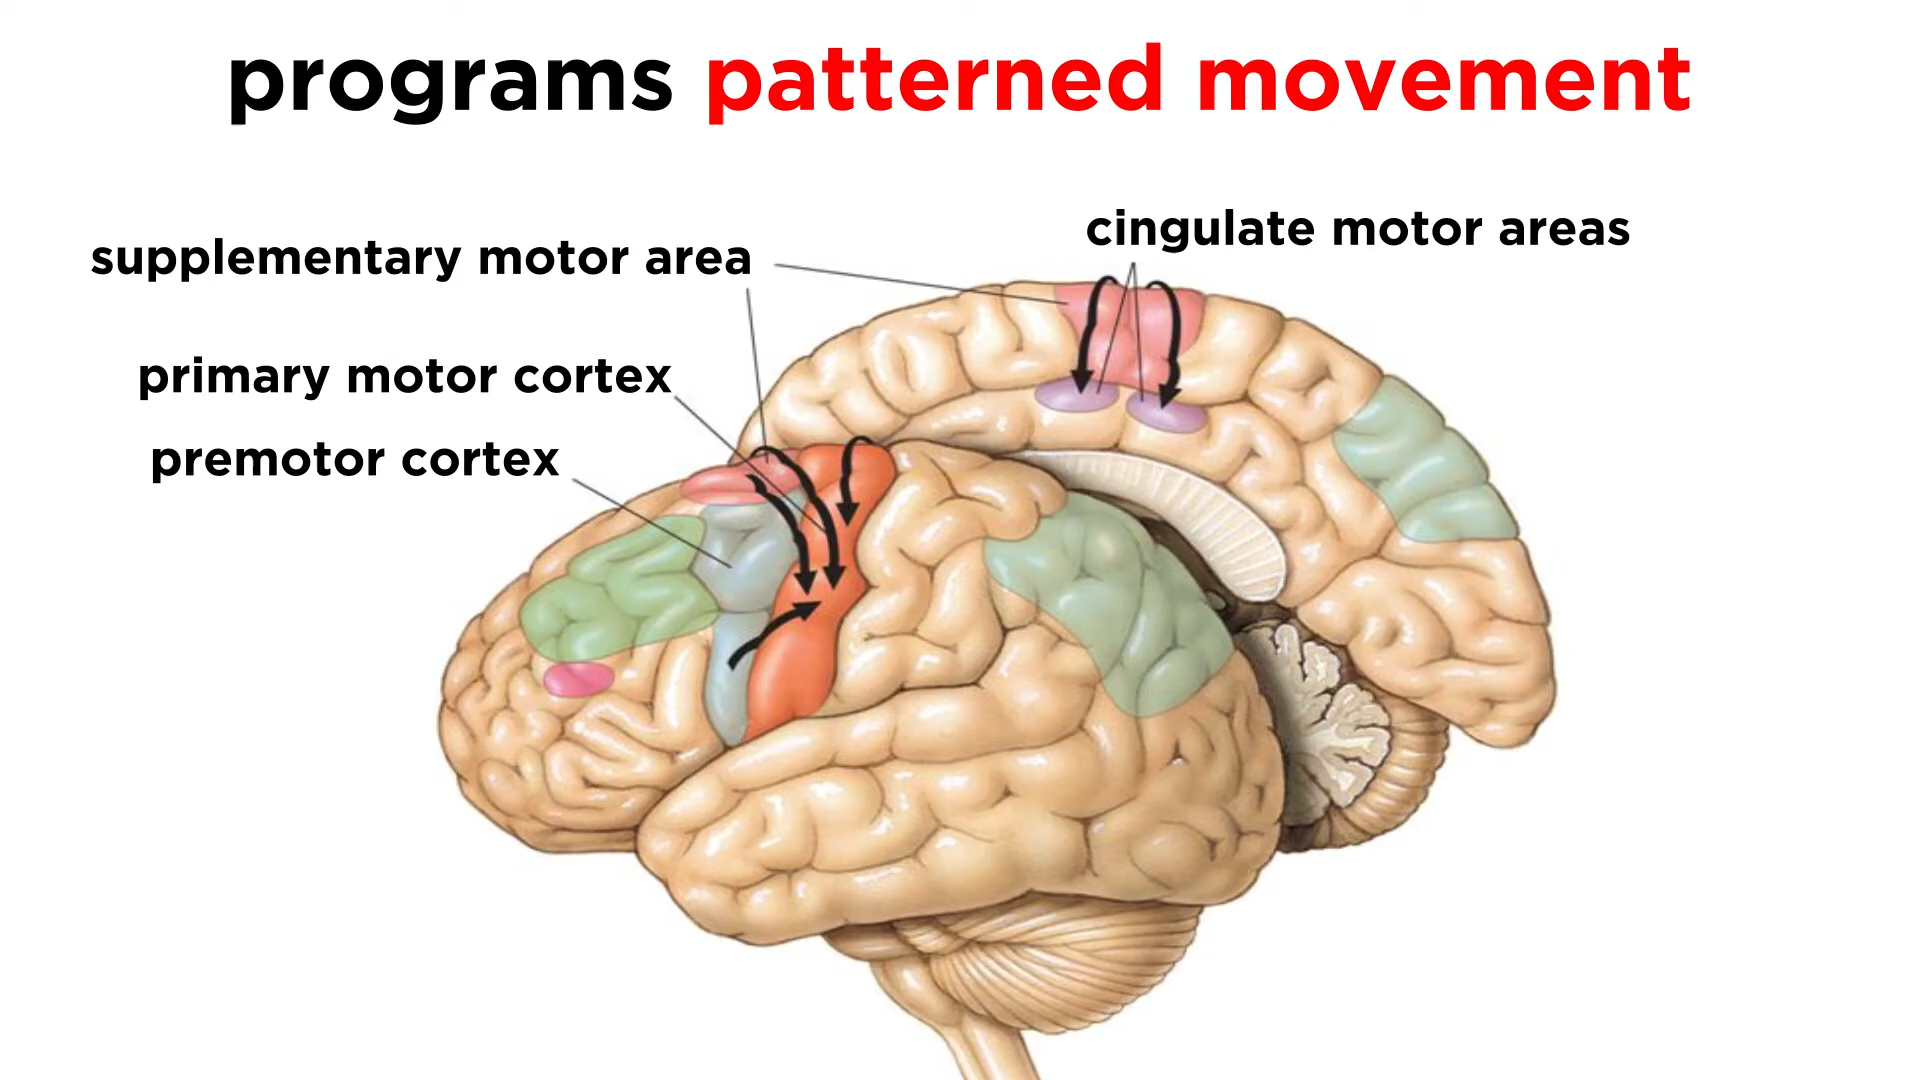 programs patterned movement
cingulate motor areas
supplementary motor area
primary motor cortex
premotor cortex